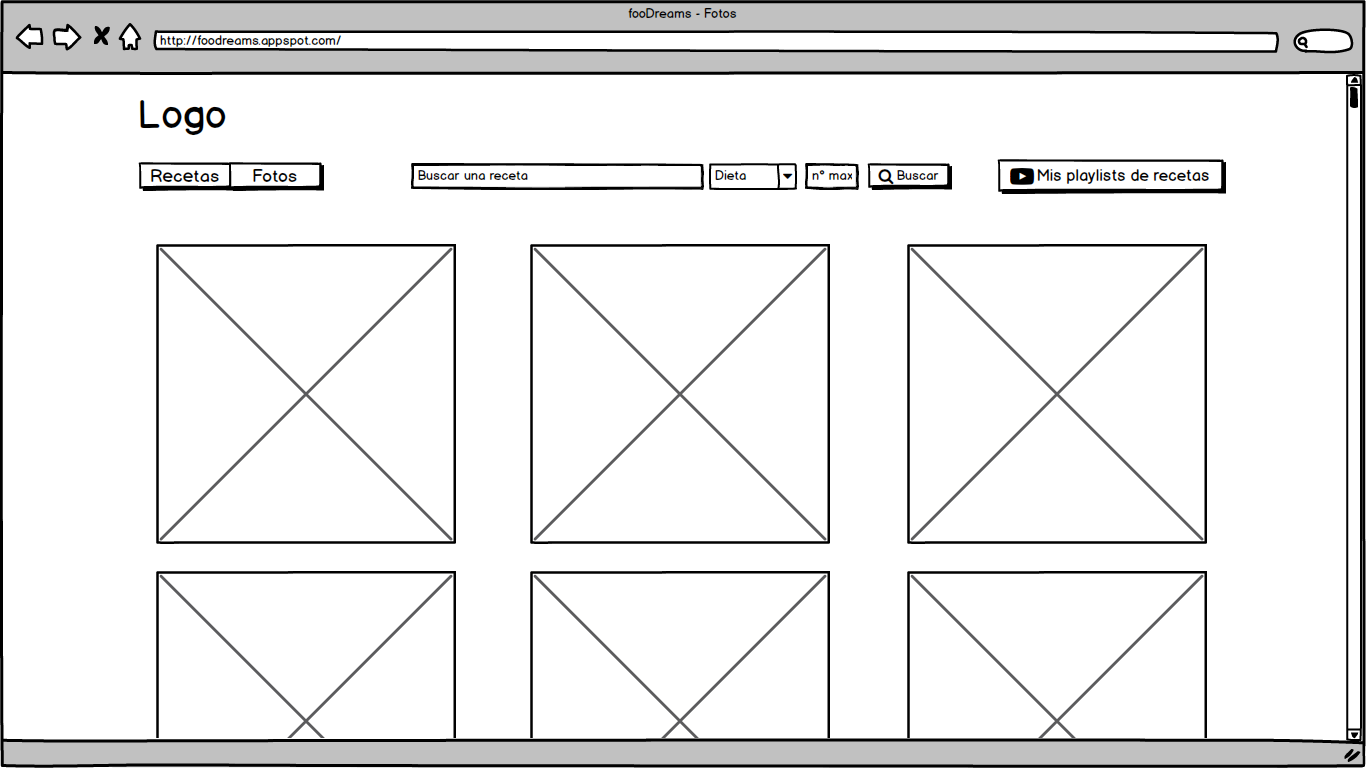 fooDreams - Fotos
http://foodreams.appspot.com/
Logo
Recetas Fotos Buscar una receta Dieta n° max Buscar Mis playlists de recetas